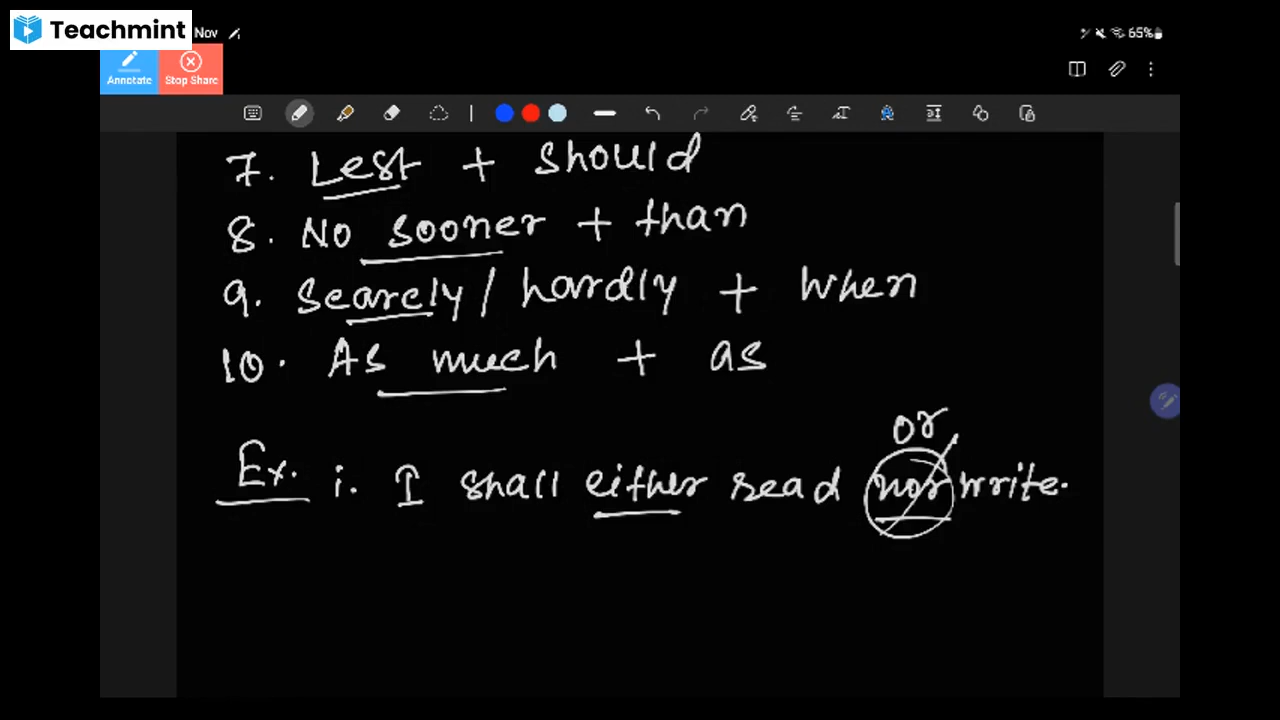 Teachmint
Nov
65%
Annotate
Stop Share
7. Lest + should
8. No sooner + than
9. Searely/hardly + when
10. As much + as
or
Ex. i. I shall either read nor write.